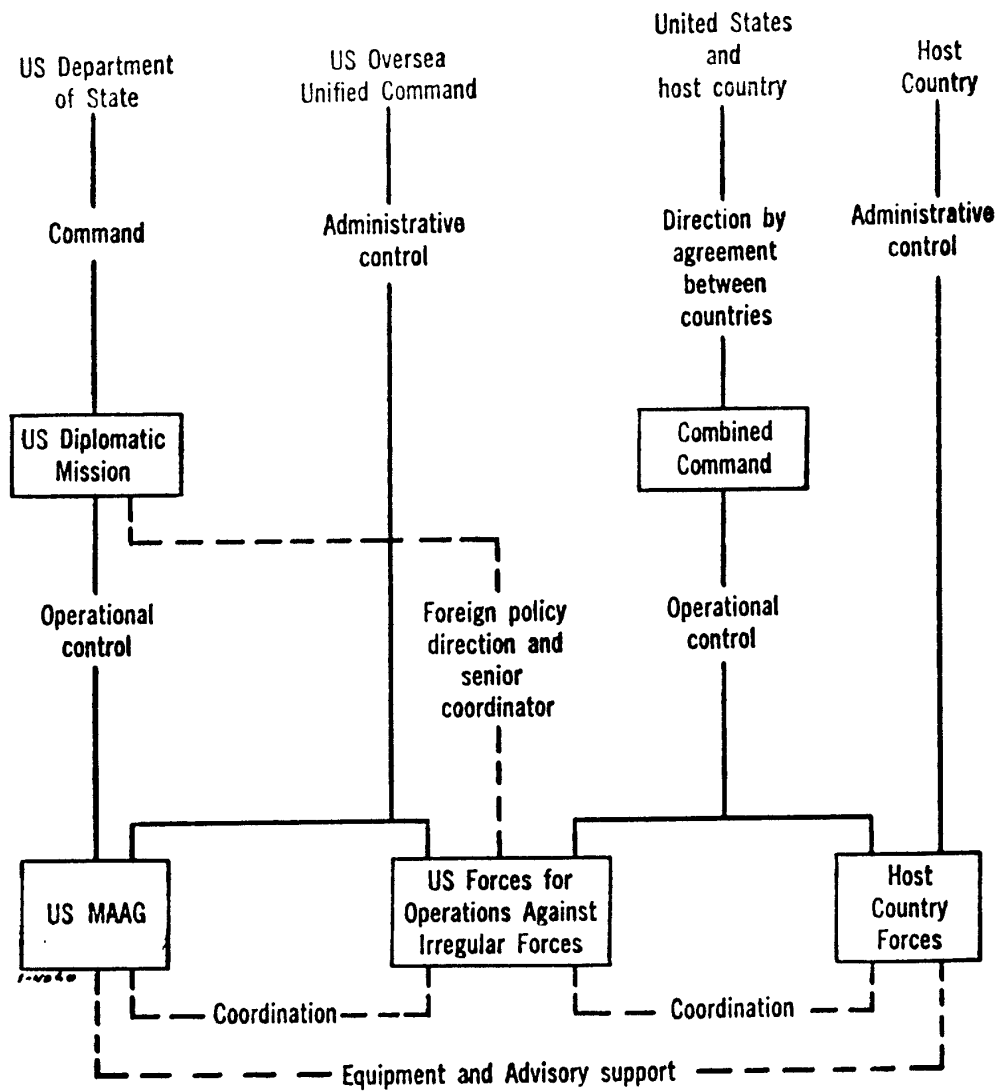 US Department
of State
US Oversea
Unified Command
United States
and
host country
Host
Country
Command
Administrative
control
Direction by
agreement
between
countries
Administrative
control
US Diplomatic
Mission
Combined
Command
Operational
control
Foreign policy
direction and
senior
coordinator
Operational
control
US MAAG
US Forces for
Operations Against
Irregular Forces
Host
Country
Forces
Coordination
Coordination
Equipment and Advisory support